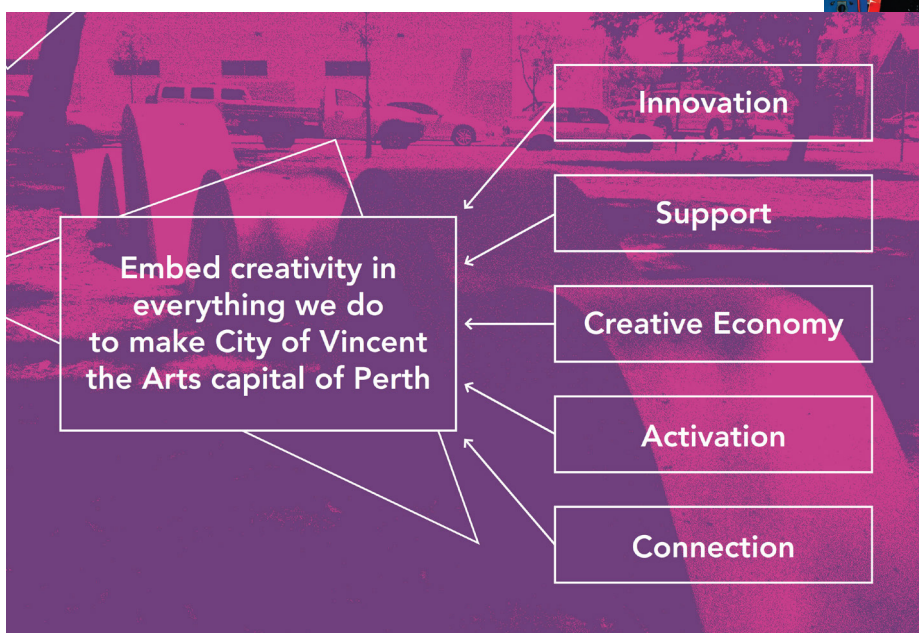 Embed creativity in
everything we do
to make City of Vincent
the Arts capital of Perth
Innovation
Support
Creative Economy
Activation
Connection